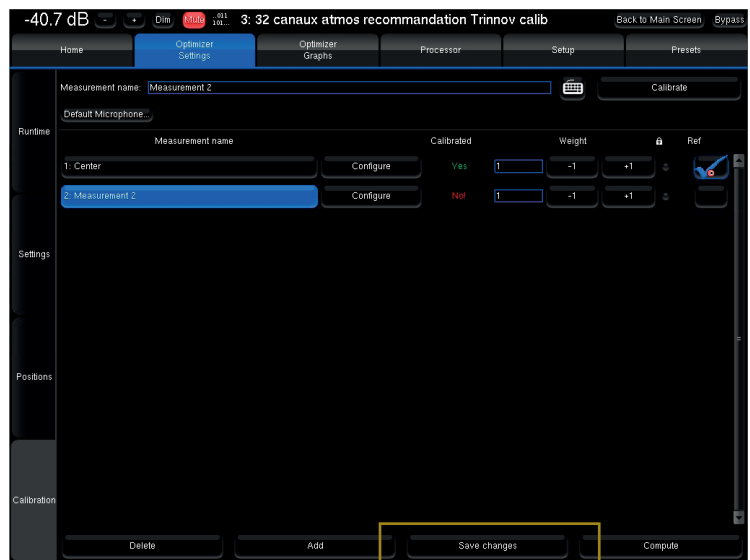 -40.7 dB - + Dim Mute ..011 101... 3: 32 canaux atmos recommandation Trinnov calib Back to Main Screen Bypass
Home Optimizer Settings Optimizer Graphs Processor Setup Presets
Measurement name: Measurement 2 Calibrate
Default Microphone...
Runtime
Measurement name Calibrated Weight Ref
1: Center Configure Yes 1 -1 +1
2: Measurement 2 Configure No! 1 -1 +1
Settings
Positions
Calibration
Delete Add Save changes Compute